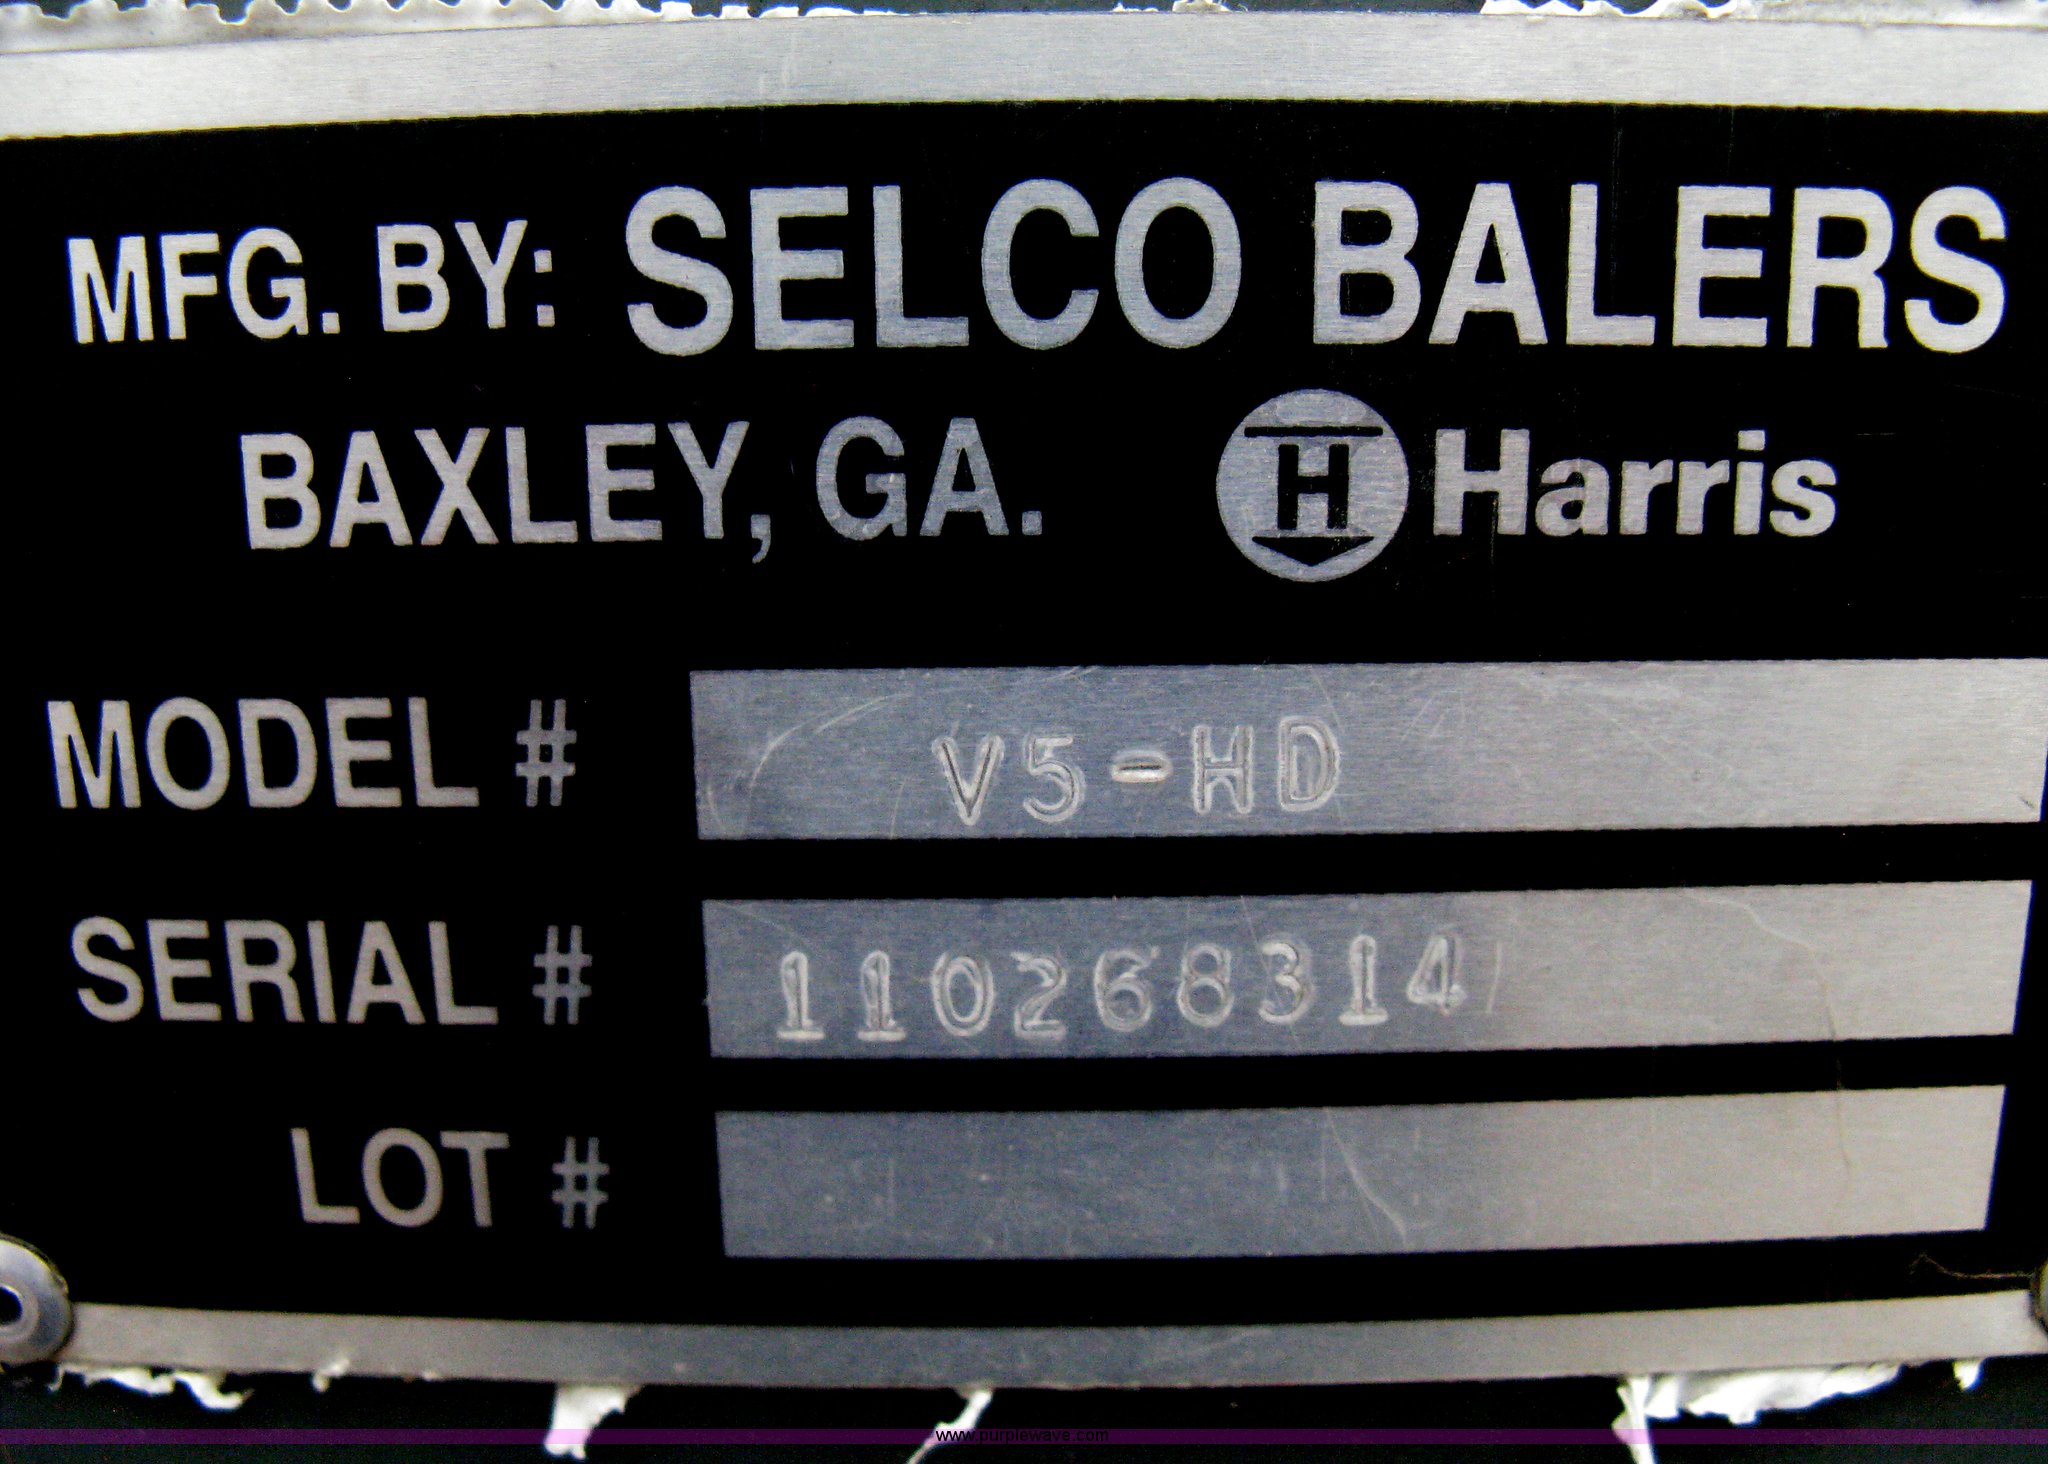 MFG. BY: SELCO BALERS
BAXLEY, GA. H Harris
MODEL # V5-HD
SERIAL # 110268314
LOT #
www.purplewave.com